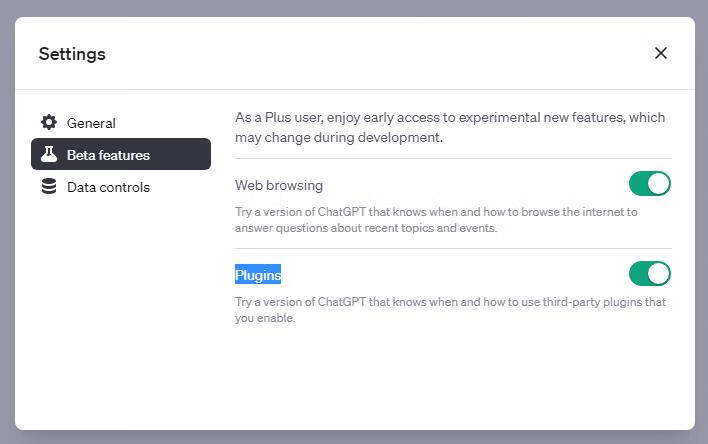 Settings
General
Beta features
Data controls
As a Plus user, enjoy early access to experimental new features, which
may change during development.
Web browsing
Try a version of ChatGPT that knows when and how to browse the internet to
answer questions about recent topics and events.
Plugins
Try a version of ChatGPT that knows when and how to use third-party plugins that
you enable.